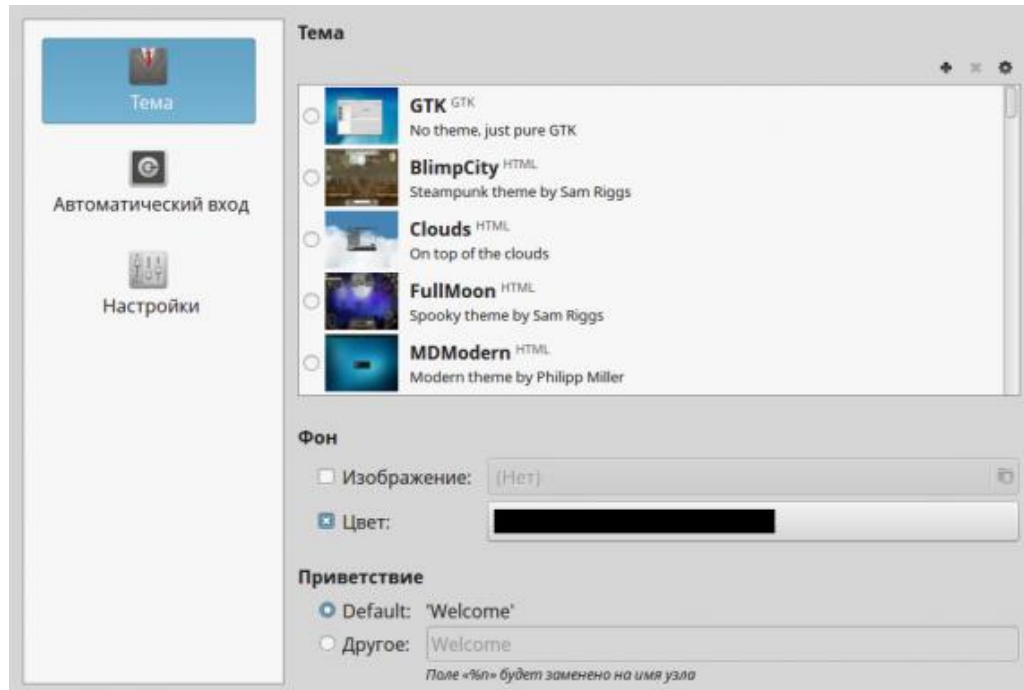 Тема
Автоматический вход
Настройки
Тема
GTK GTK
No theme, just pure GTK
BlimpCity HTML
Steampunk theme by Sam Riggs
Clouds HTML
On top of the clouds
FullMoon HTML
Spooky theme by Sam Riggs
MDModern HTML
Modern theme by Philipp Miller
Фон
Изображение: (Нет)
Цвет:
Приветствие
Default: 'Welcome'
Другое: Welcome
Поле «%n» будет заменено на имя узла